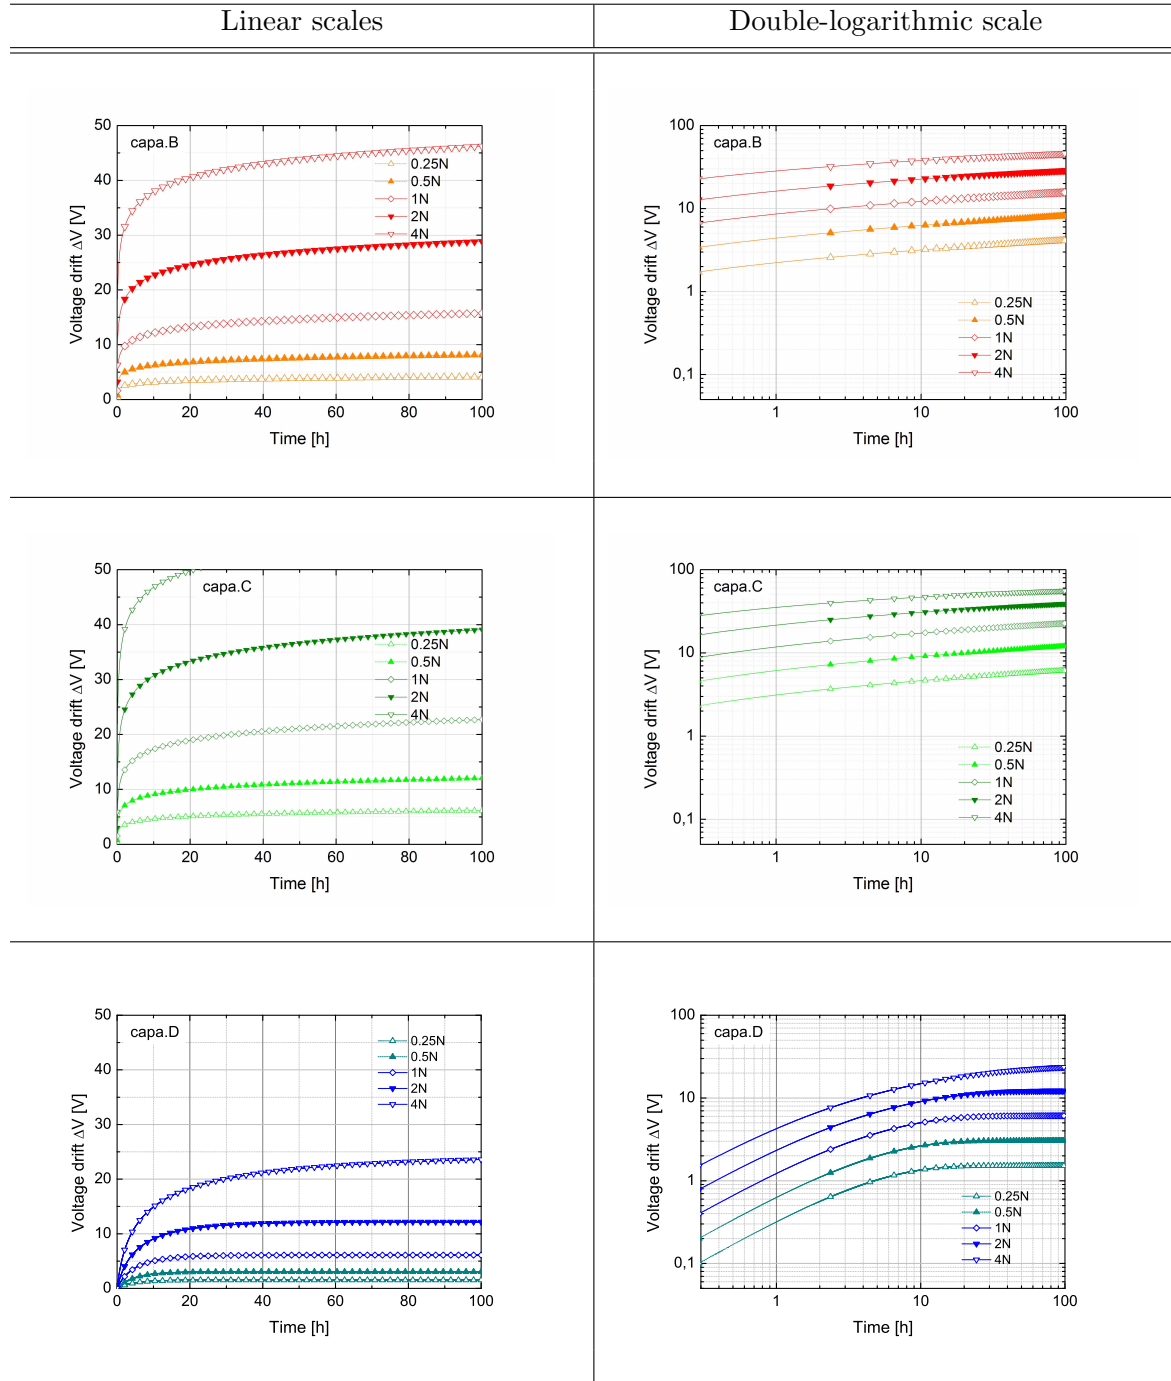 Linear scales
Double-logarithmic scale
capa.B
50
40
30
20
10
0
0 20 40 60 80 100
Voltage drift ΔV [V]
Time [h]
0.25N
0.5N
1N
2N
4N
capa.B
100
10
1
0,1
1 10 100
Voltage drift ΔV [V]
Time [h]
0.25N
0.5N
1N
2N
4N
capa.C
50
40
30
20
10
0
0 20 40 60 80 100
Voltage drift ΔV [V]
Time [h]
0.25N
0.5N
1N
2N
4N
capa.C
100
10
1
0,1
1 10 100
Voltage drift ΔV [V]
Time [h]
0.25N
0.5N
1N
2N
4N
capa.D
50
40
30
20
10
0
0 20 40 60 80 100
Voltage drift ΔV [V]
Time [h]
0.25N
0.5N
1N
2N
4N
capa.D
100
10
1
0,1
1 10 100
Voltage drift ΔV [V]
Time [h]
0.25N
0.5N
1N
2N
4N